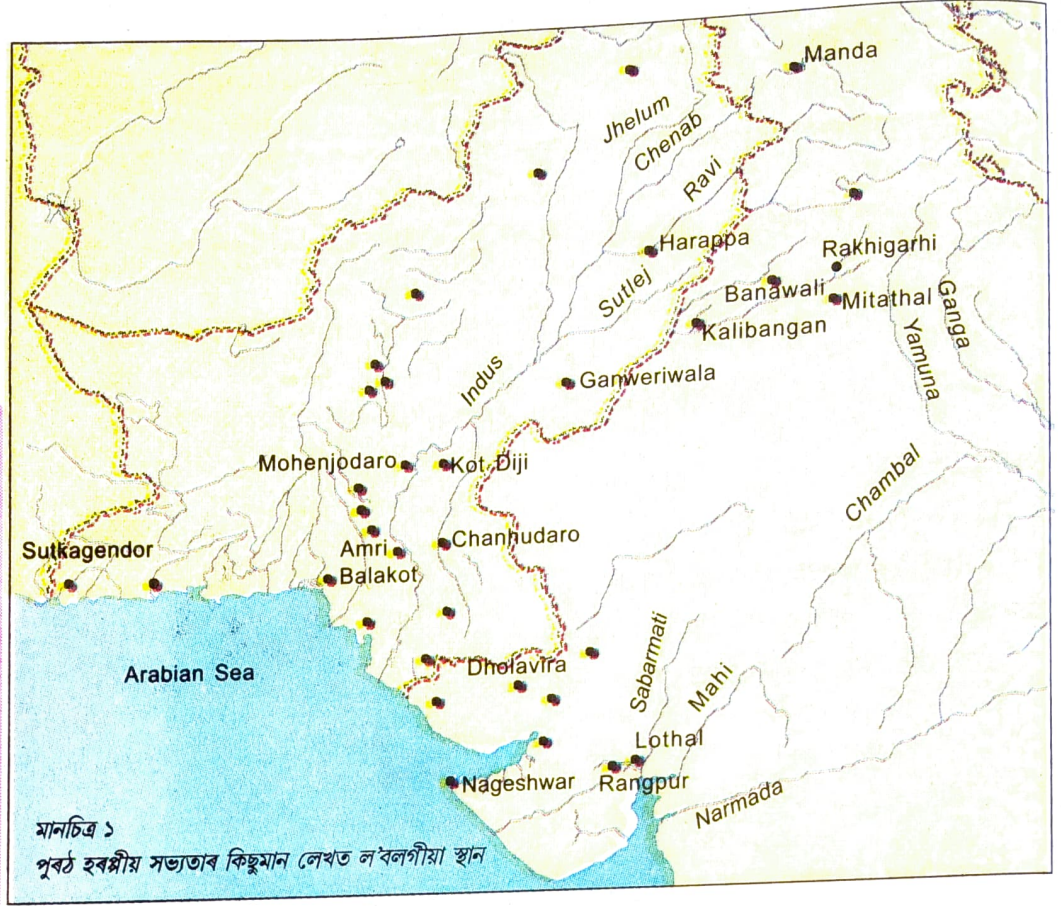 Manda
Jhelum
Chenab
Ravi
Harappa
Rakhigarhi
Sutlej
Banawali
Mitathal
Ganga
Kalibangan
Yamuna
Indus
Ganweriwala
Mohenjodaro
Kot Diji
Chambal
Sutkagendor
Amri
Chanhudaro
Balakot
Arabian Sea
Dholavira
Sabarmati
Mahi
Lothal
Nageshwar
Rangpur
Narmada
মানচিত্ৰ ১
পুৰঠ হৰপ্পীয় সভ্যতাৰ কিছুমান লেখত ল'বলগীয়া স্থান